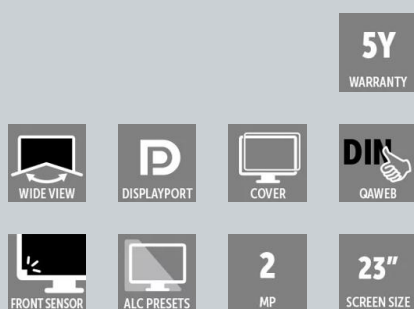 5Y
WARRANTY
WIDE VIEW
DISPLAYPORT
COVER
DIN
QAWEB
FRONT SENSOR
ALC PRESETS
2
MP
23"
SCREEN SIZE